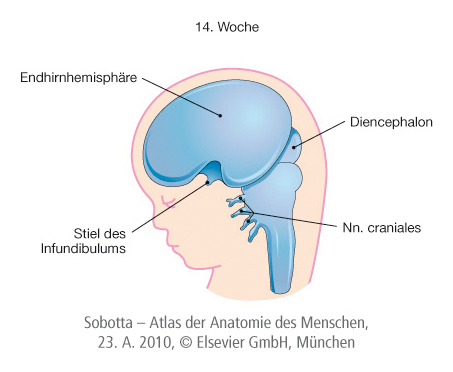 14. Woche
Endhirnhemisphäre
Diencephalon
Stiel des
Infundibulums
Nn. craniales
Sobotta – Atlas der Anatomie des Menschen,
23. A. 2010, © Elsevier GmbH, München